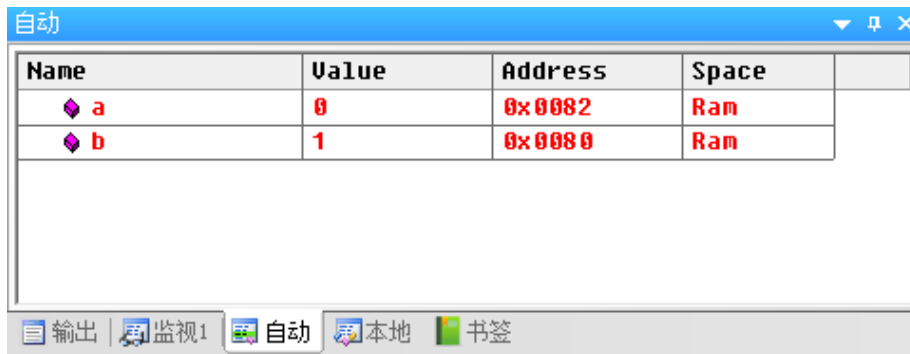 自动
Name Value Address Space
a 0 0x0082 Ram
b 1 0x0080 Ram
输出 监视1 自动 本地 书签